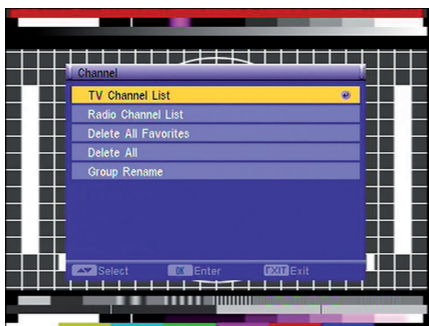 Channel
TV Channel List
Radio Channel List
Delete All Favorites
Delete All
Group Rename
Select OK Enter EXIT Exit